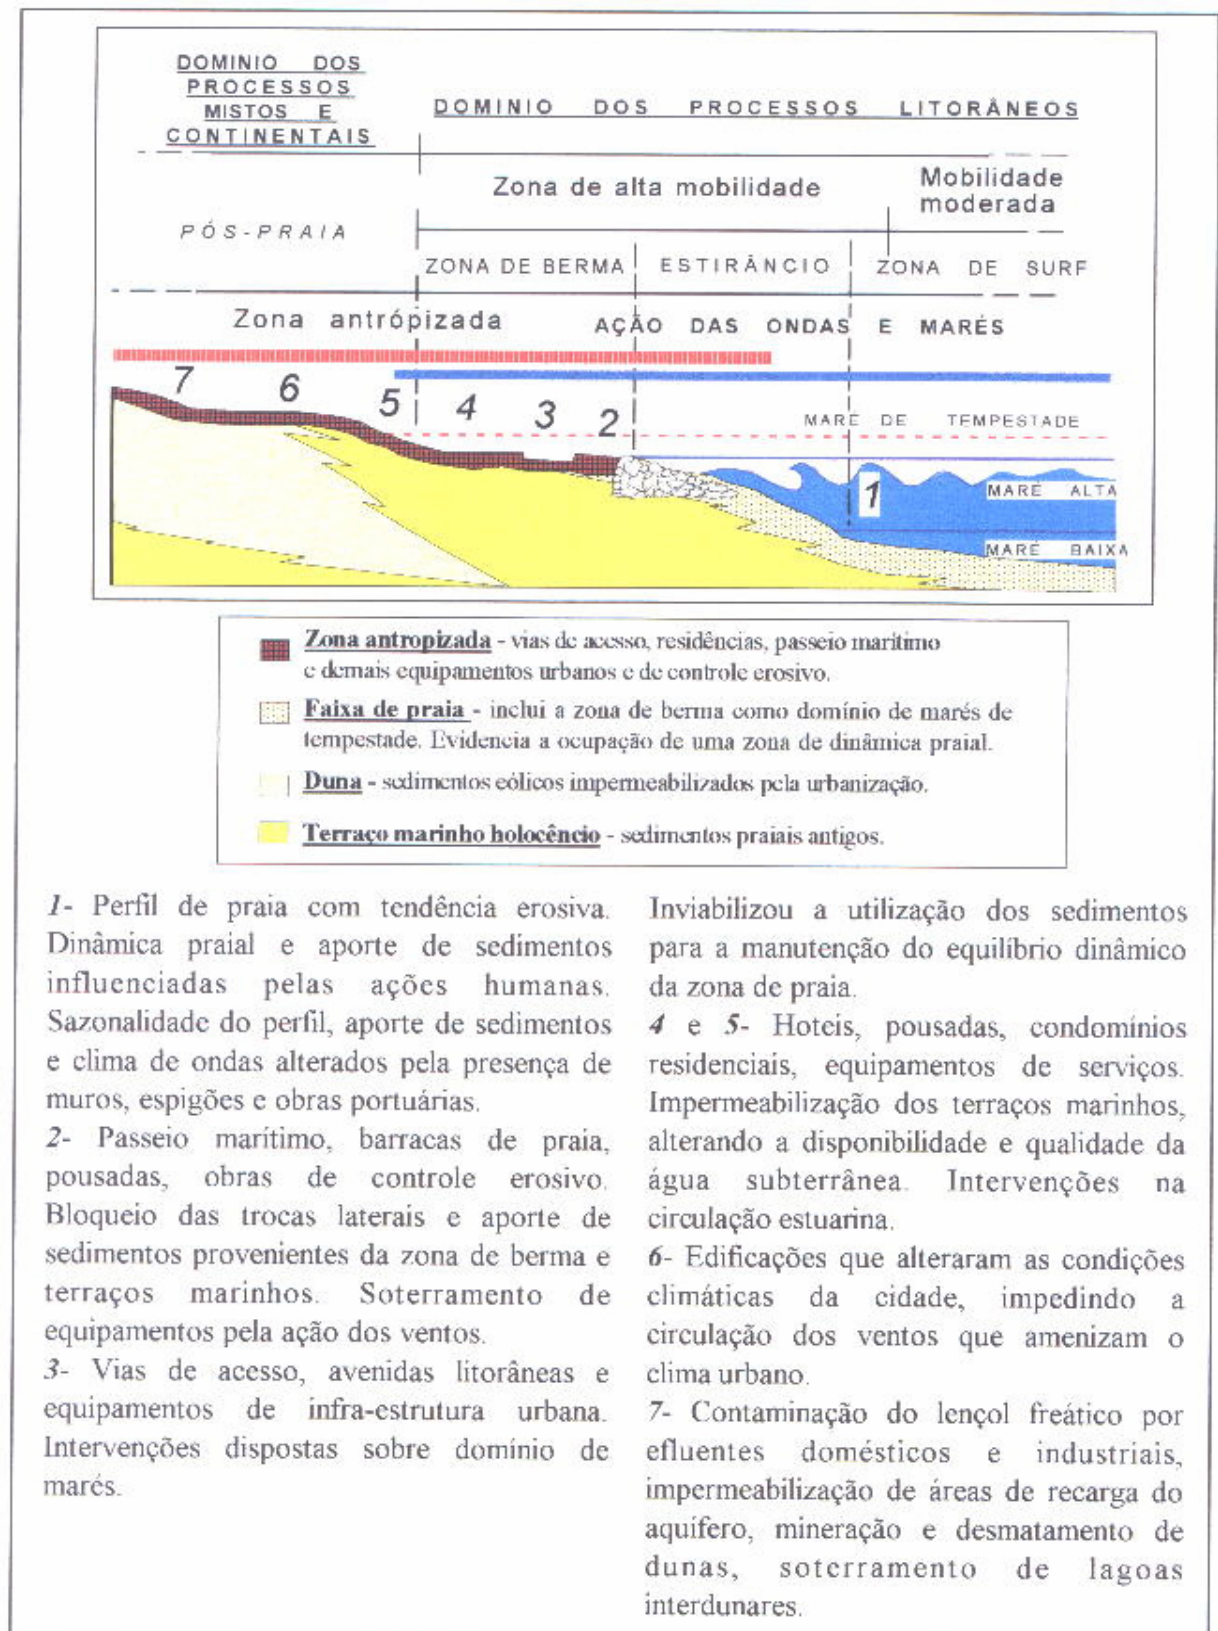 DOMINIO DOS
PROCESSOS
MISTOS E
CONTINENTAIS
DOMINIO DOS PROCESSOS LITORÂNEOS
Zona de alta mobilidade
Mobilidade
moderada
PÓS-PRAIA
ZONA DE BERMA
ESTIRÂNCIO
ZONA DE SURF
Zona antrópizada
AÇÃO DAS ONDAS E MARÉS
7
6
5
4
3
2
MARÉ DE TEMPESTADE
1
MARÉ ALTA
MARÉ BAIXA
Zona antropizada - vias de acesso, residências, passeio marítimo
e demais equipamentos urbanos e de controle erosivo.
Faixa de praia - inclui a zona de berma como domínio de marés de
tempestade. Evidencia a ocupação de uma zona de dinâmica praial.
Duna - sedimentos eólicos impermeabilizados pela urbanização.
Terraço marinho holocêncio - sedimentos praiais antigos.
1- Perfil de praia com tendência erosiva.
Dinâmica praial e aporte de sedimentos
influenciadas pelas ações humanas.
Sazonalidade do perfil, aporte de sedimentos
e clima de ondas alterados pela presença de
muros, espigões e obras portuárias.
2- Passeio marítimo, barracas de praia,
pousadas, obras de controle erosivo.
Bloqueio das trocas laterais e aporte de
sedimentos provenientes da zona de berma e
terraços marinhos. Soterramento de
equipamentos pela ação dos ventos.
3- Vias de acesso, avenidas litorâneas e
equipamentos de infra-estrutura urbana.
Intervenções dispostas sobre domínio de
marés.
Inviabilizou a utilização dos sedimentos
para a manutenção do equilíbrio dinâmico
da zona de praia.
4 e 5- Hoteis, pousadas, condomínios
residenciais, equipamentos de serviços.
Impermeabilização dos terraços marinhos,
alterando a disponibilidade e qualidade da
água subterrânea. Intervenções na
circulação estuarina.
6- Edificações que alteraram as condições
climáticas da cidade, impedindo a
circulação dos ventos que amenizam o
clima urbano.
7- Contaminação do lençol freático por
efluentes domésticos e industriais,
impermeabilização de áreas de recarga do
aquífero, mineração e desmatamento de
dunas, soterramento de lagoas
interdunares.